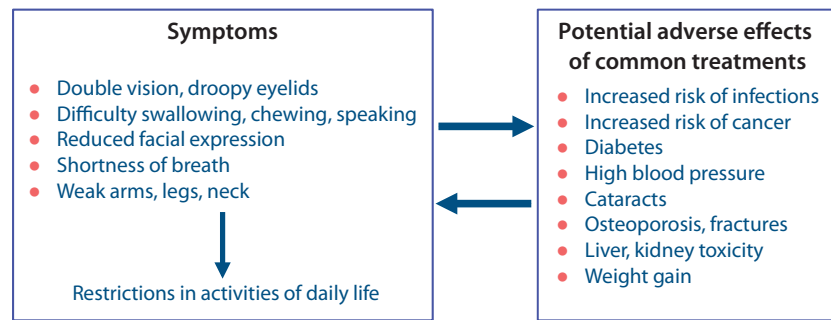 Symptoms
● Double vision, droopy eyelids
● Difficulty swallowing, chewing, speaking
● Reduced facial expression
● Shortness of breath
● Weak arms, legs, neck
Restrictions in activities of daily life
Potential adverse effects
of common treatments
● Increased risk of infections
● Increased risk of cancer
● Diabetes
● High blood pressure
● Cataracts
● Osteoporosis, fractures
● Liver, kidney toxicity
● Weight gain